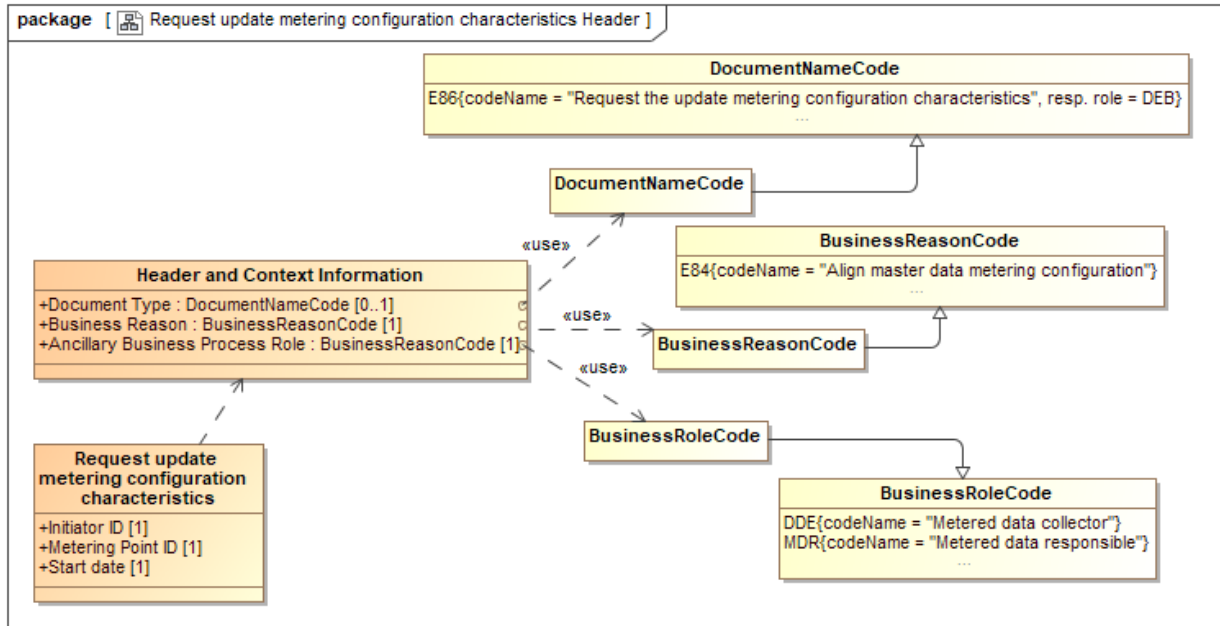 package [ Request update metering configuration characteristics Header ]
DocumentNameCode
E86{codeName = "Request the update metering configuration characteristics", resp. role = DEB}
...
DocumentNameCode
«use»
BusinessReasonCode
E84{codeName = "Align master data metering configuration"}
...
Header and Context Information
+Document Type : DocumentNameCode [0..1]
+Business Reason : BusinessReasonCode [1]
+Ancillary Business Process Role : BusinessReasonCode [1]
«use»
BusinessReasonCode
«use»
BusinessRoleCode
Request update
metering configuration
characteristics
+Initiator ID [1]
+Metering Point ID [1]
+Start date [1]
BusinessRoleCode
DDE{codeName = "Metered data collector"}
MDR{codeName = "Metered data responsible"}
...